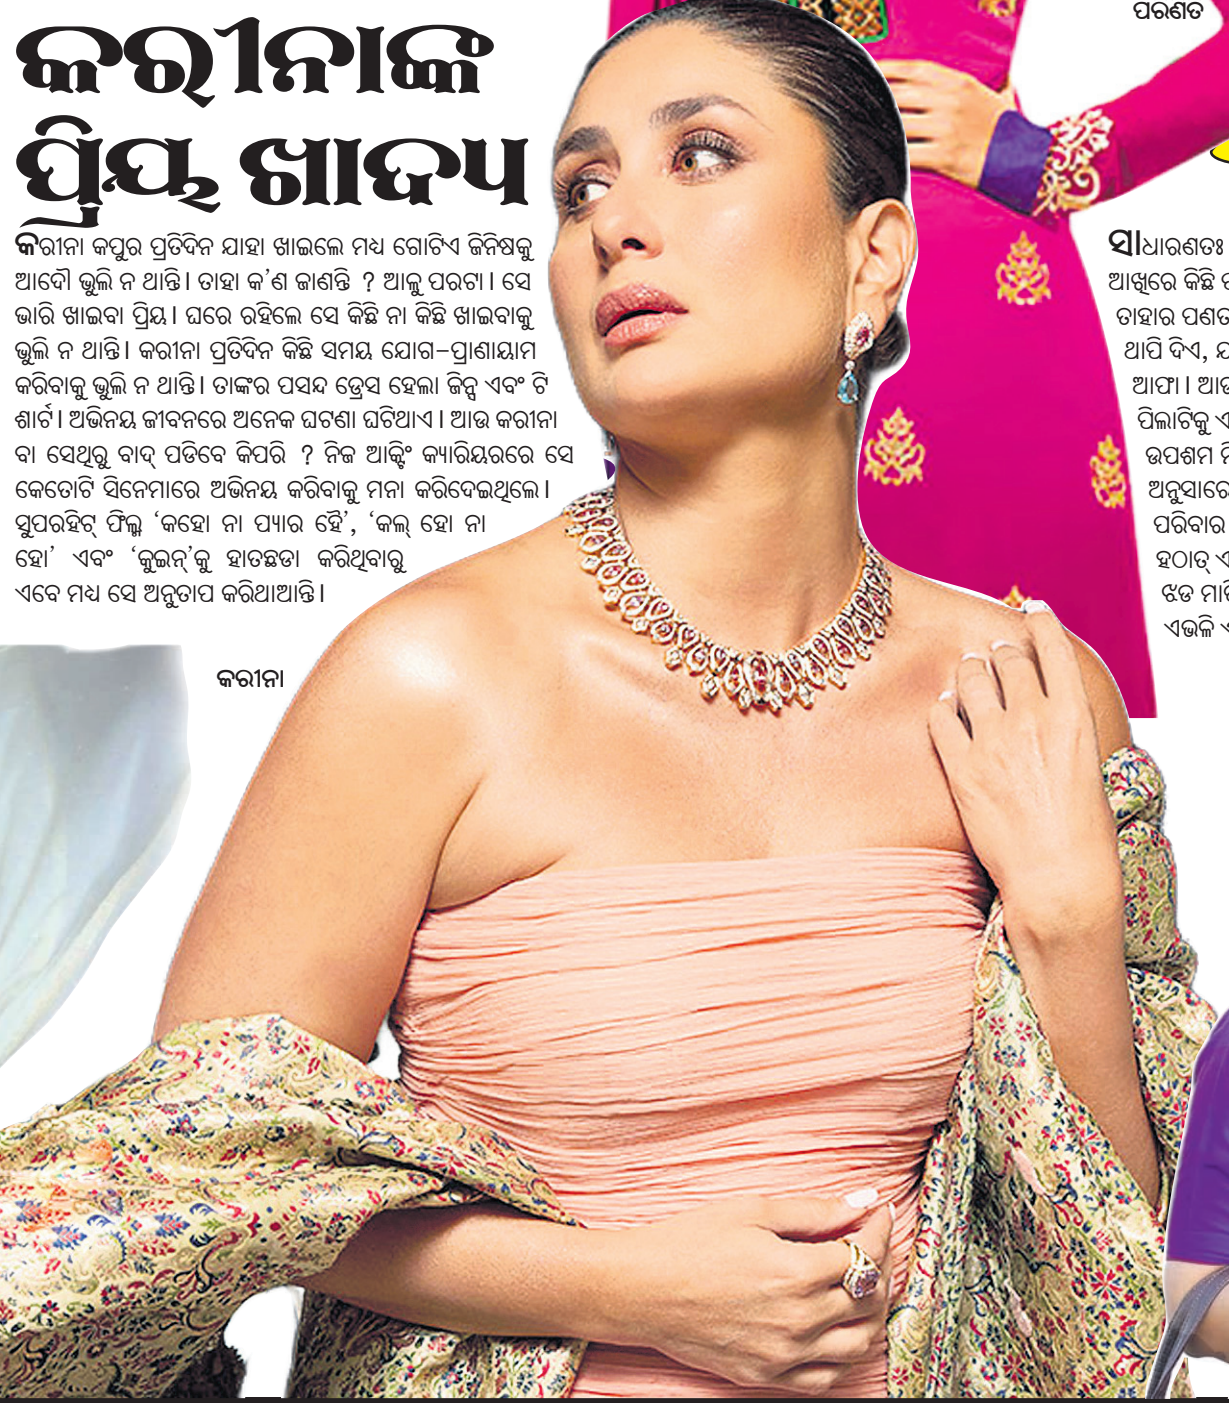 କରୀନାଙ୍କ
ପ୍ରିୟ ଖାଦ୍ୟ
କରୀନା କପୁର ପ୍ରତିଦିନ ଯାହା ଖାଇଲେ ମଧ୍ୟ ଗୋଟିଏ ଜିନିଷକୁ
ଆଦୌ ଭୁଲି ନ ଥାନ୍ତି। ତାହା କ'ଣ ଜାଣନ୍ତି ? ଆଳୁ ପରଟା। ସେ
ଭାରି ଖାଇବା ପ୍ରିୟ। ଘରେ ରହିଲେ ସେ କିଛି ନା କିଛି ଖାଇବାକୁ
ଭୁଲି ନ ଥାନ୍ତି। କରୀନା ପ୍ରତିଦିନ କିଛି ସମୟ ଯୋଗ-ପ୍ରାଣାୟାମ
କରିବାକୁ ଭୁଲି ନ ଥାନ୍ତି। ତାଙ୍କର ପସନ୍ଦ ଡ୍ରେସ ହେଲା ଜିନ୍ସ ଏବଂ ଟି
ଶାର୍ଟ। ଅଭିନୟ ଜୀବନରେ ଅନେକ ଘଟଣା ଘଟିଥାଏ। ଆଉ କରୀନା
ବା ସେଥିରୁ ବାଦ୍ ପଡିବେ କିପରି ? ନିଜ ଆକ୍ଟିଂ କ୍ୟାରିୟରରେ ସେ
କେତୋଟି ସିନେମାରେ ଅଭିନୟ କରିବାକୁ ମନା କରିଦେଇଥିଲେ।
ସୁପରହିଟ୍ ଫିଲ୍ମ 'କହୋ ନା ପ୍ୟାର ହୈ', 'କଲ୍ ହୋ ନା
ହୋ' ଏବଂ 'କୁଇନ୍'କୁ ହାତଛଡା କରିଥିବାରୁ
ଏବେ ମଧ୍ୟ ସେ ଅନୁତାପ କରିଥାଆନ୍ତି।
କରୀନା
ପରଣତ
ସାଧାରଣତଃ
ଆଖିରେ କିଛି
ତାହାର ପଣତ
ଥାପି ଦିଏ,
ଆଫା। ଆଉ
ପିଲାଟିକୁ
ଉପଶମ
ଅନୁସାରେ
ପରିବାର
ହଠାତ୍
ଝଡ
ଏଭଳି